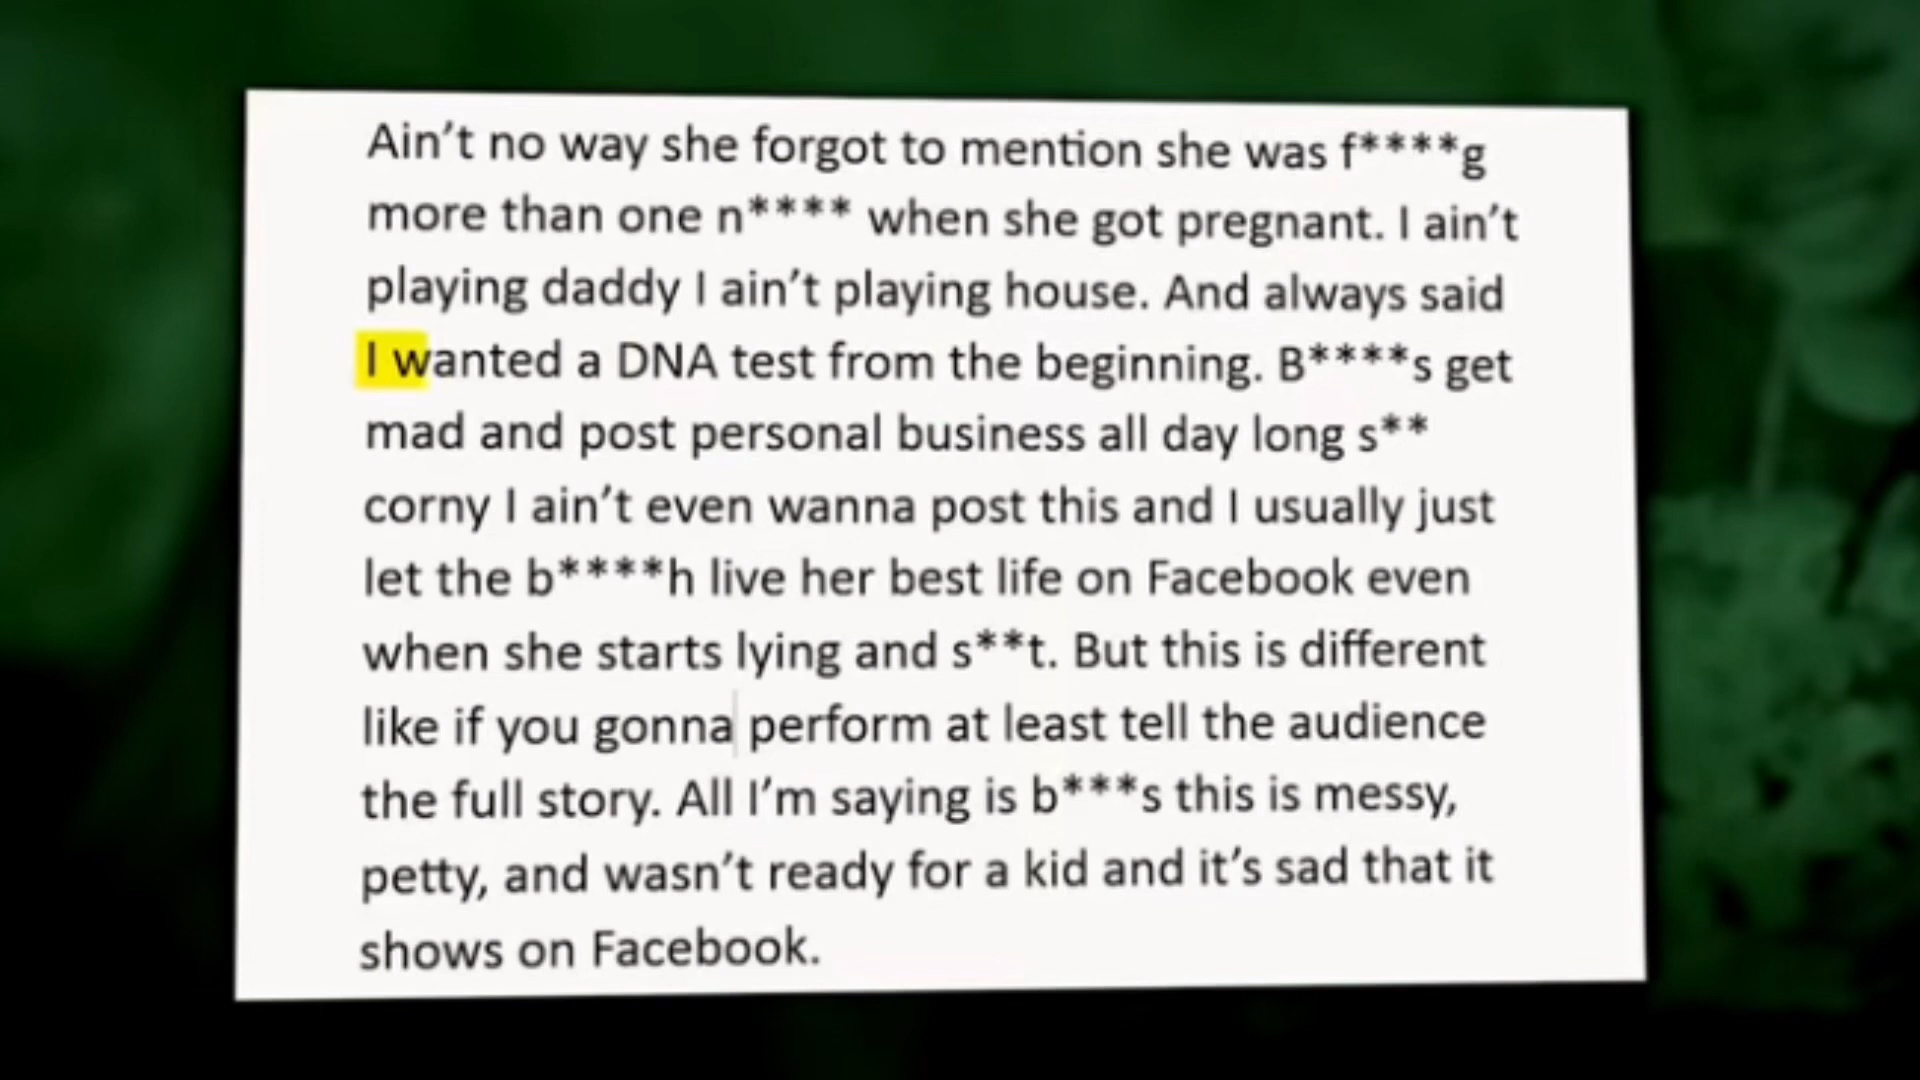 Ain't no way she forgot to mention she was f****g
more than one n**** when she got pregnant. I ain't
playing daddy I ain't playing house. And always said
I wanted a DNA test from the beginning. B****s get
mad and post personal business all day long s**
corny I ain't even wanna post this and I usually just
let the b****h live her best life on Facebook even
when she starts lying and s**t. But this is different
like if you gonna perform at least tell the audience
the full story. All I'm saying is b***s this is messy,
petty, and wasn't ready for a kid and it's sad that it
shows on Facebook.